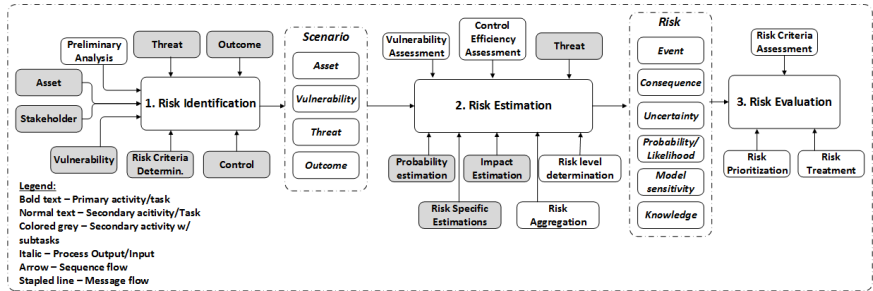 Preliminary
Analysis
Threat
Outcome
Asset
Stakeholder
Vulnerability
1. Risk Identification
Risk Criteria
Determin.
Control
Scenario
Asset
Vulnerability
Threat
Outcome
Vulnerability
Assessment
Control
Efficiency
Assessment
Threat
2. Risk Estimation
Probability
estimation
Impact
Estimation
Risk level
determination
Risk Specific
Estimations
Risk
Aggregation
Risk
Event
Consequence
Uncertainty
Probability/
Likelihood
Model
sensitivity
Knowledge
Risk Criteria
Assessment
3. Risk Evaluation
Risk
Prioritization
Risk
Treatment
Legend:
Bold text – Primary activity/task
Normal text – Secondary acitivity/Task
Colored grey – Secondary activity w/
subtasks
Italic – Process Output/Input
Arrow – Sequence flow
Stapled line – Message flow